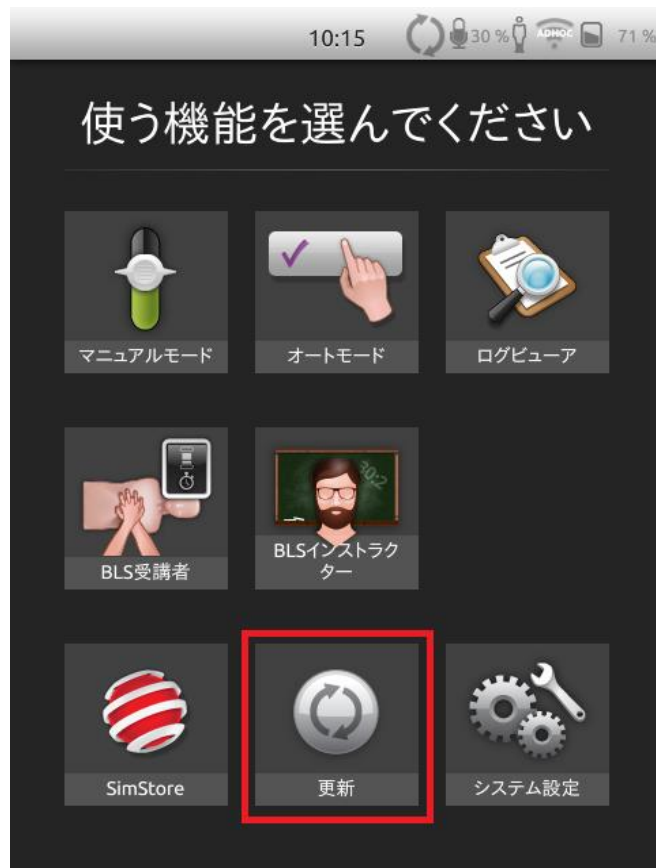 10:15 30 % ADHOC 71 %
使う機能を選んでください
マニュアルモード
オートモード
ログビューア
30:2
BLS受講者
BLSインストラク
ター
SimStore
更新
システム設定